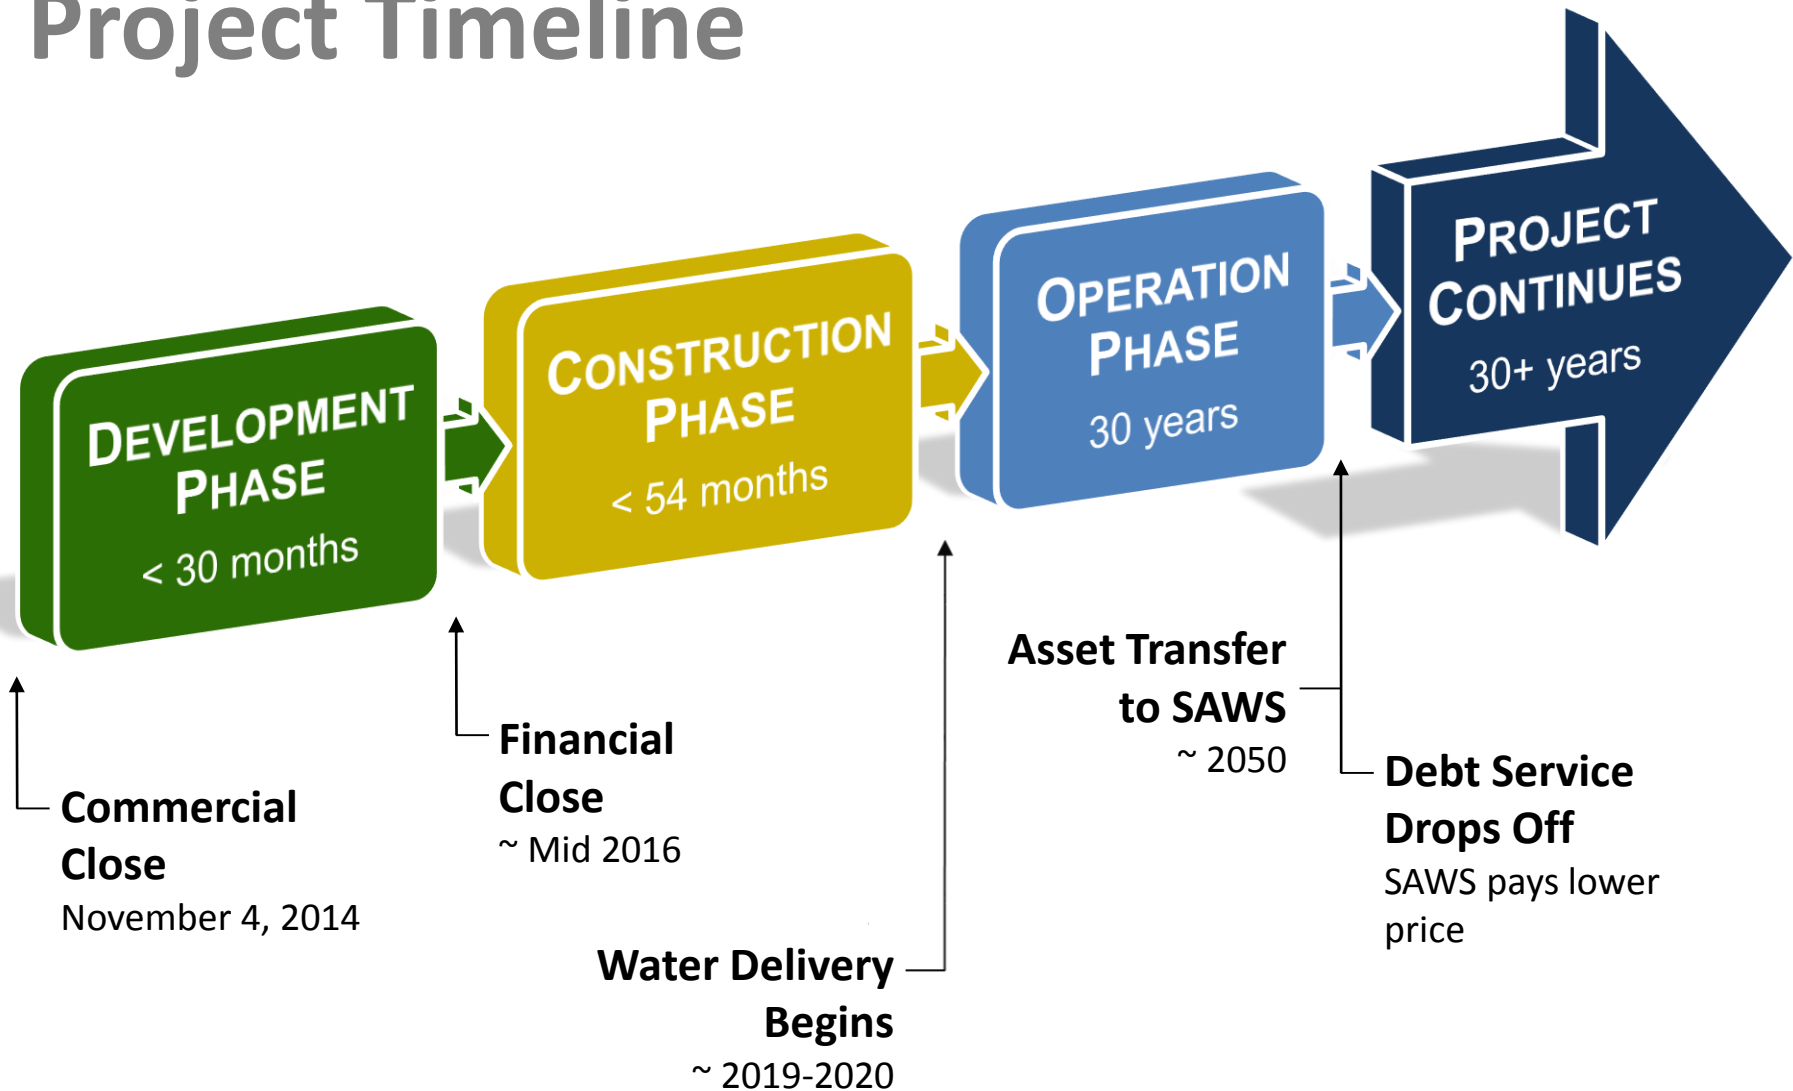 Project Timeline
DEVELOPMENT
PHASE
< 30 months
CONSTRUCTION
PHASE
< 54 months
OPERATION
PHASE
30 years
PROJECT
CONTINUES
30+ years
Commercial
Close
November 4, 2014
Financial
Close
~ Mid 2016
Water Delivery
Begins
~ 2019-2020
Asset Transfer
to SAWS
~ 2050
Debt Service
Drops Off
SAWS pays lower
price